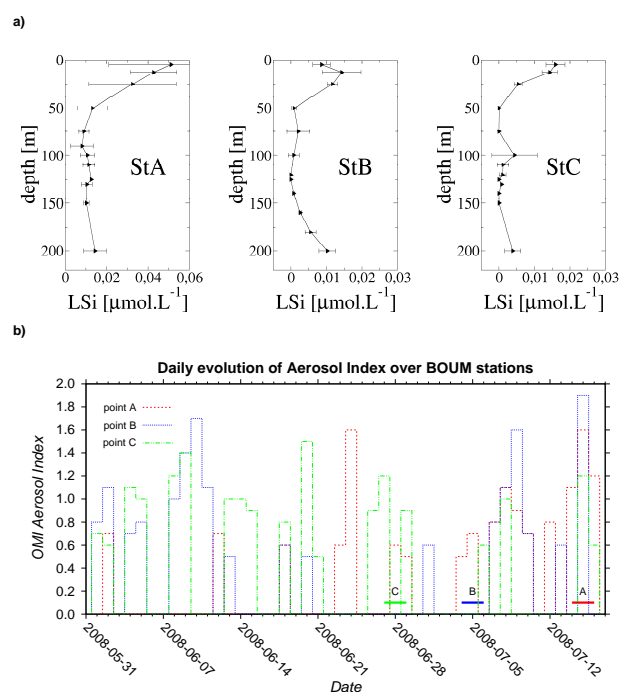 a)
0 50 100 150 200
depth [m]
StA
0 0,02 0,04 0,06
LSi [µmol.L⁻¹]
0 50 100 150 200
depth [m]
StB
0 0,01 0,02 0,03
LSi [µmol.L⁻¹]
0 50 100 150 200
depth [m]
StC
0 0,01 0,02 0,03
LSi [µmol.L⁻¹]
b)
Daily evolution of Aerosol Index over BOUM stations
2.0
1.8
1.6
1.4
1.2
1.0
0.8
0.6
0.4
0.2
0.0
OMI Aerosol Index
point A
point B
point C
C B A
2008-05-31 2008-06-07 2008-06-14 2008-06-21 2008-06-28 2008-07-05 2008-07-12
Date